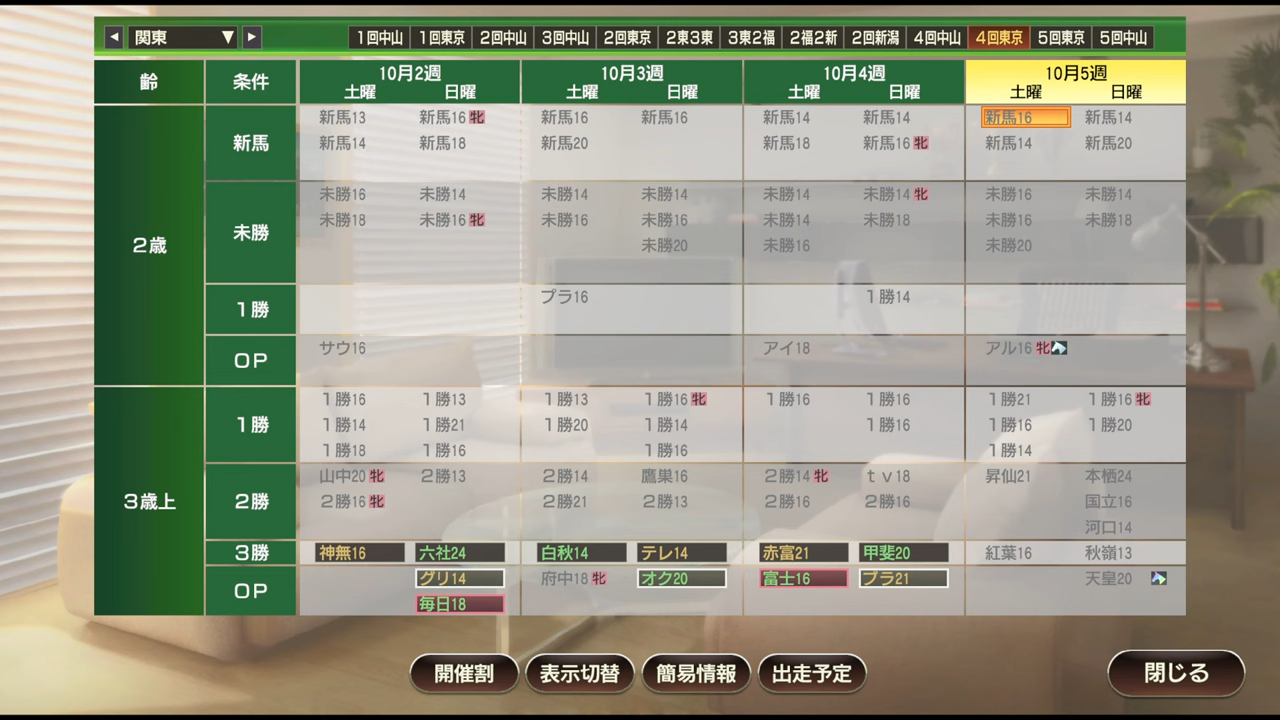 ◀ 関東 ▼ ▶ 1回中山 1回東京 2回中山 3回中山 2回東京 2東3東 3東2福 2福2新 2回新潟 4回中山 4回東京 5回東京 5回中山
齢 条件 10月2週 10月3週 10月4週 10月5週
土曜 日曜 土曜 日曜 土曜 日曜 土曜 日曜
2歳
新馬
新馬13 新馬16牝 新馬16 新馬16 新馬14 新馬14 新馬16 新馬14
新馬14 新馬18 新馬20 新馬18 新馬16牝 新馬14 新馬20
未勝
未勝16 未勝14 未勝14 未勝14 未勝14 未勝14牝 未勝16 未勝14
未勝18 未勝16牝 未勝16 未勝16 未勝14 未勝18 未勝16 未勝18
未勝20 未勝16 未勝20
1勝
プラ16 1勝14
OP
サウ16 アイ18 アル16牝
3歳上
1勝
1勝16 1勝13 1勝13 1勝16牝 1勝16 1勝16 1勝21 1勝16牝
1勝14 1勝21 1勝20 1勝14 1勝16 1勝16 1勝20
1勝18 1勝16 1勝16 1勝14
2勝
山中20牝 2勝13 2勝14 鷹巣16 2勝14牝 tv18 昇仙21 本栖24
2勝16牝 2勝21 2勝13 2勝16 2勝16 国立16
河口14
3勝
神無16 六社24 白秋14 テレ14 赤富21 甲斐20 紅葉16 秋嶺13
OP
グリ14 府中18牝 オク20 富士16 ブラ21 天皇20
毎日18
開催割 表示切替 簡易情報 出走予定 閉じる